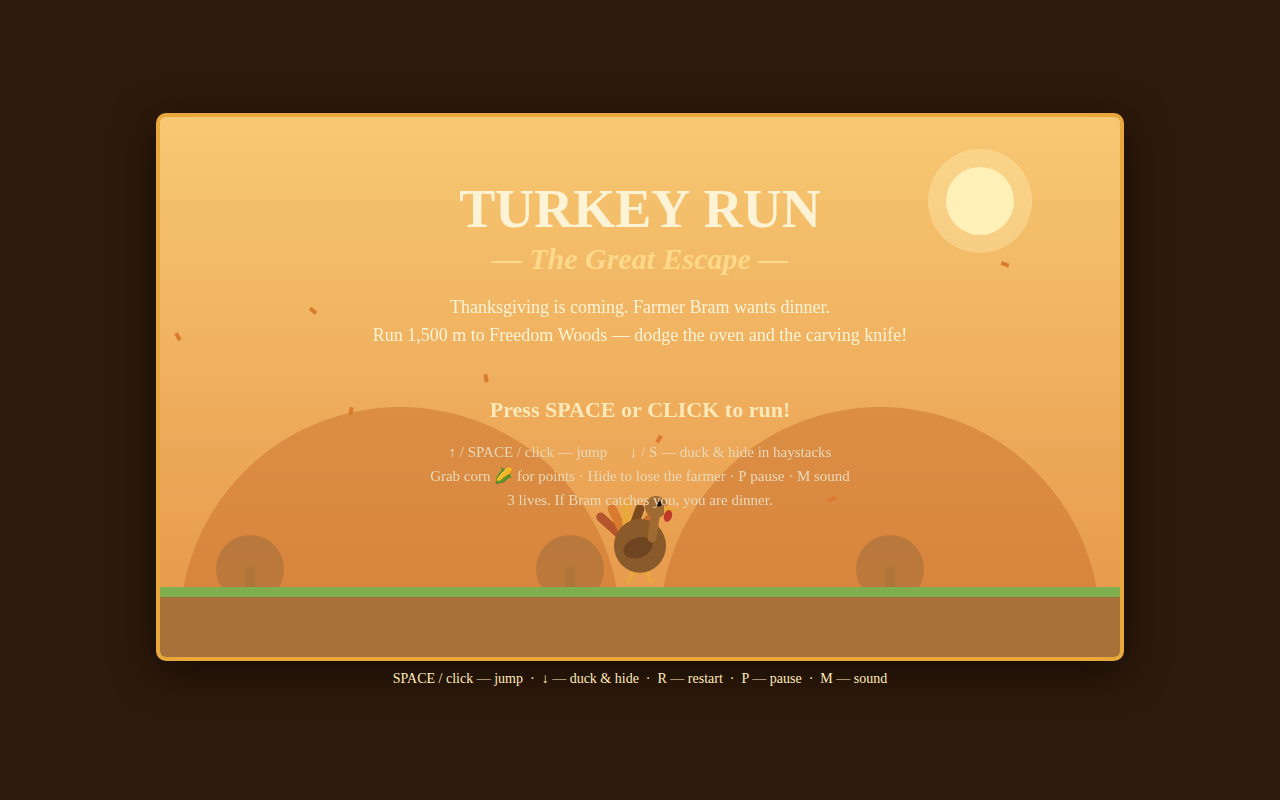 TURKEY RUN
— The Great Escape —
Thanksgiving is coming. Farmer Bram wants dinner.
Run 1,500 m to Freedom Woods — dodge the oven and the carving knife!
Press SPACE or CLICK to run!
↑ / SPACE / click — jump ↓ / S — duck & hide in haystacks
Grab corn 🌽 for points · Hide to lose the farmer · P pause · M sound
3 lives. If Bram catches you, you are dinner.
SPACE / click — jump · ↓ — duck & hide · R — restart · P — pause · M — sound